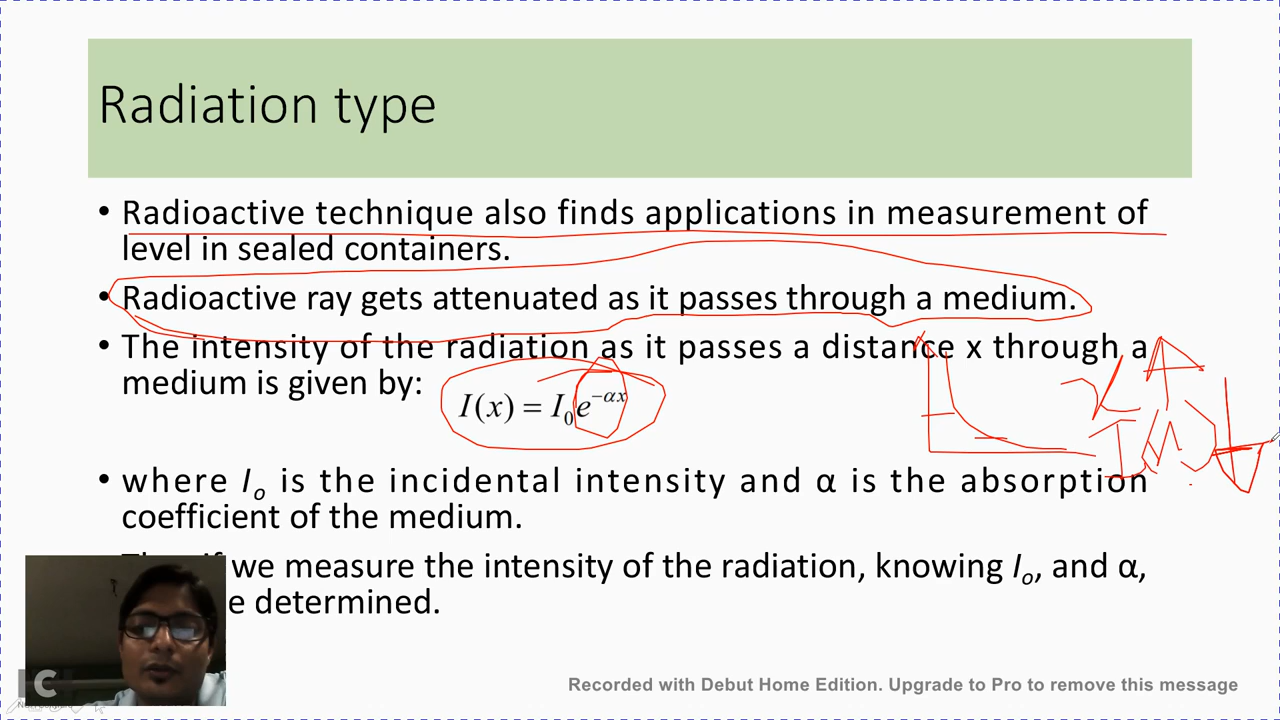 Radiation type
• Radioactive technique also finds applications in measurement of
level in sealed containers.
• Radioactive ray gets attenuated as it passes through a medium.
• The intensity of the radiation as it passes a distance x through a
medium is given by:
I(x) = I₀e^{-αx}
• where Iₒ is the incidental intensity and α is the absorption
coefficient of the medium.
we measure the intensity of the radiation, knowing Iₒ, and α,
e determined.
Recorded with Debut Home Edition. Upgrade to Pro to remove this message